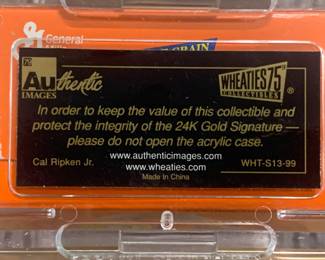 General
Mills
GRAIN
79
Authentic
IMAGES
WHEATIES 75
COLLECTIBLES
®
In order to keep the value of this collectible and
protect the integrity of the 24K Gold Signature —
please do not open the acrylic case.
Cal Ripken Jr.
www.authenticimages.com
WHT-S13-99
www.wheaties.com
Made In China